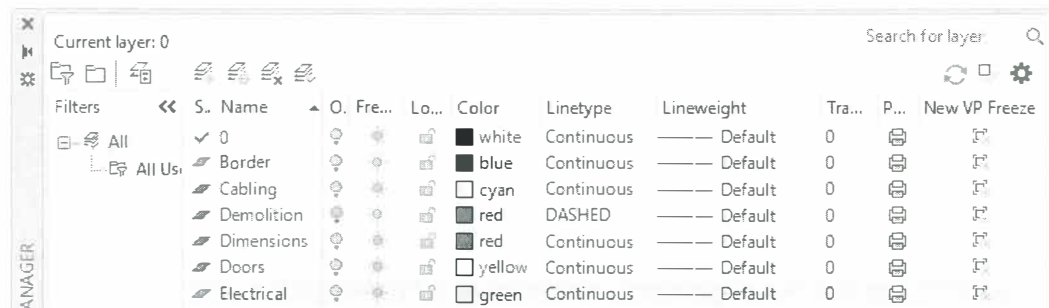 Current layer: 0
Search for layer
Filters
S.. Name O.. Fre... Lo... Color Linetype Lineweight Tra... P... New VP Freeze
All
All Use
0 white Continuous Default 0
Border blue Continuous Default 0
Cabling cyan Continuous Default 0
Demolition red DASHED Default 0
Dimensions red Continuous Default 0
Doors yellow Continuous Default 0
Electrical green Continuous Default 0
ANAGER